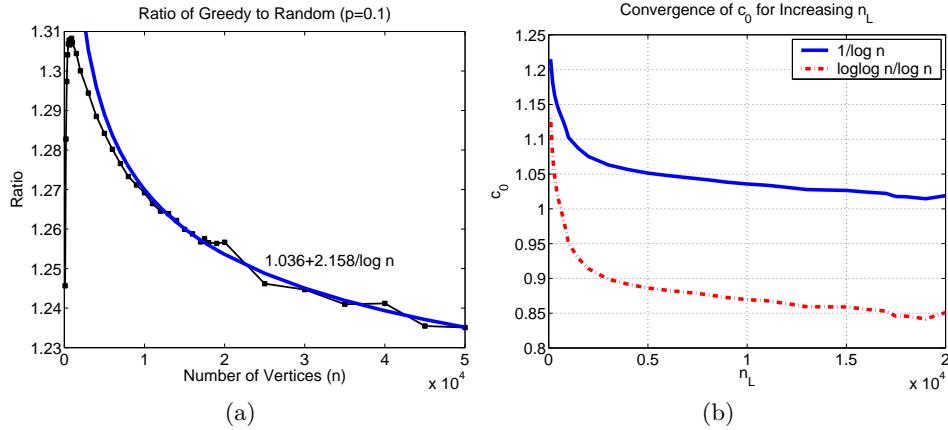 Ratio of Greedy to Random (p=0.1)
1.31
1.3
1.29
1.28
1.27
1.26
1.25
1.24
1.23
Ratio
1.036+2.158/log n
0
1
2
3
4
5
x 10^4
Number of Vertices (n)
(a)
Convergence of c_0 for Increasing n_L
1.25
1.2
1.15
1.1
1.05
1
0.95
0.9
0.85
0.8
c_0
1/log n
loglog n/log n
0
0.5
1
1.5
2
x 10^4
n_L
(b)